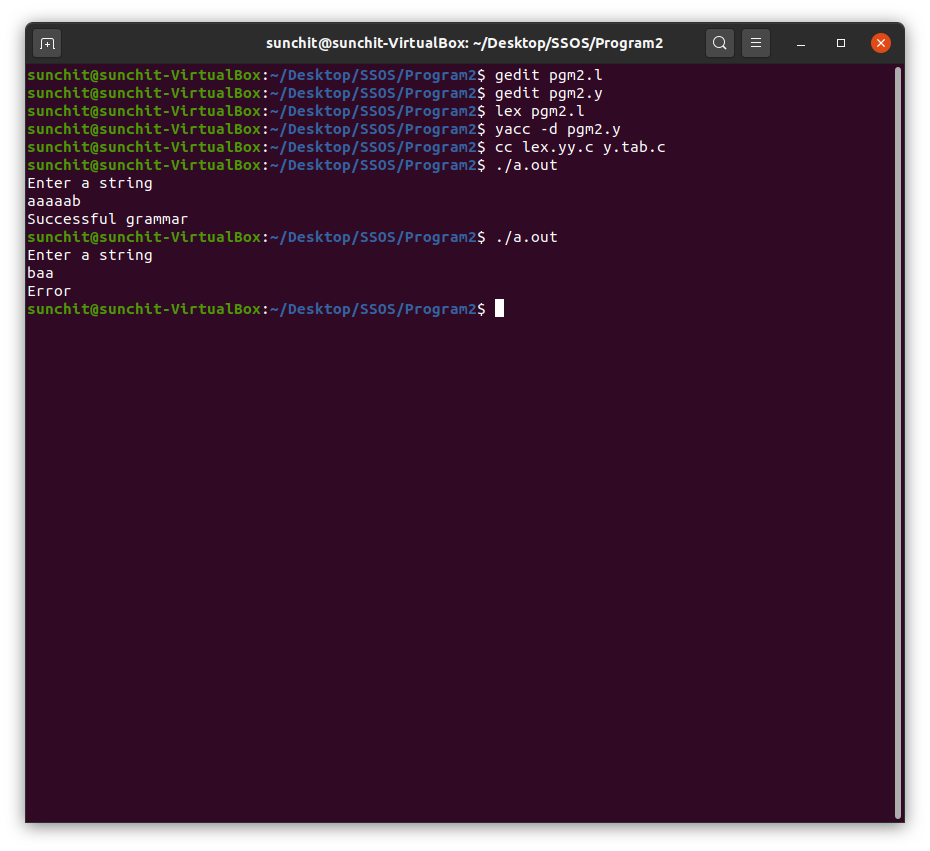 sunchit@sunchit-VirtualBox: ~/Desktop/SSOS/Program2
sunchit@sunchit-VirtualBox:~/Desktop/SSOS/Program2$ gedit pgm2.l
sunchit@sunchit-VirtualBox:~/Desktop/SSOS/Program2$ gedit pgm2.y
sunchit@sunchit-VirtualBox:~/Desktop/SSOS/Program2$ lex pgm2.l
sunchit@sunchit-VirtualBox:~/Desktop/SSOS/Program2$ yacc -d pgm2.y
sunchit@sunchit-VirtualBox:~/Desktop/SSOS/Program2$ cc lex.yy.c y.tab.c
sunchit@sunchit-VirtualBox:~/Desktop/SSOS/Program2$ ./a.out
Enter a string
aaaaab
Successful grammar
sunchit@sunchit-VirtualBox:~/Desktop/SSOS/Program2$ ./a.out
Enter a string
baa
Error
sunchit@sunchit-VirtualBox:~/Desktop/SSOS/Program2$